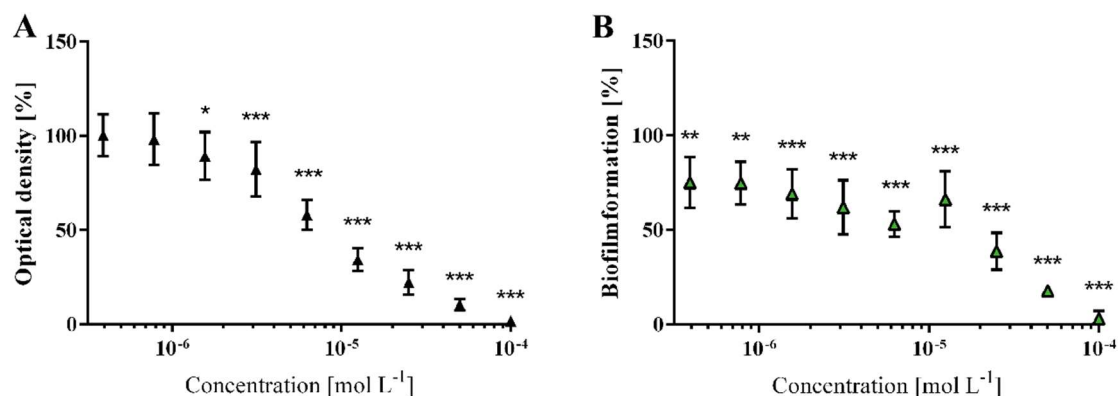 A
150
100
50
0
Optical density [%]
* *** *** *** *** *** ***
10⁻⁶ 10⁻⁵ 10⁻⁴
Concentration [mol L⁻¹]
B
150
100
50
0
Biofilmformation [%]
** ** *** *** *** *** *** *** ***
10⁻⁶ 10⁻⁵ 10⁻⁴
Concentration [mol L⁻¹]